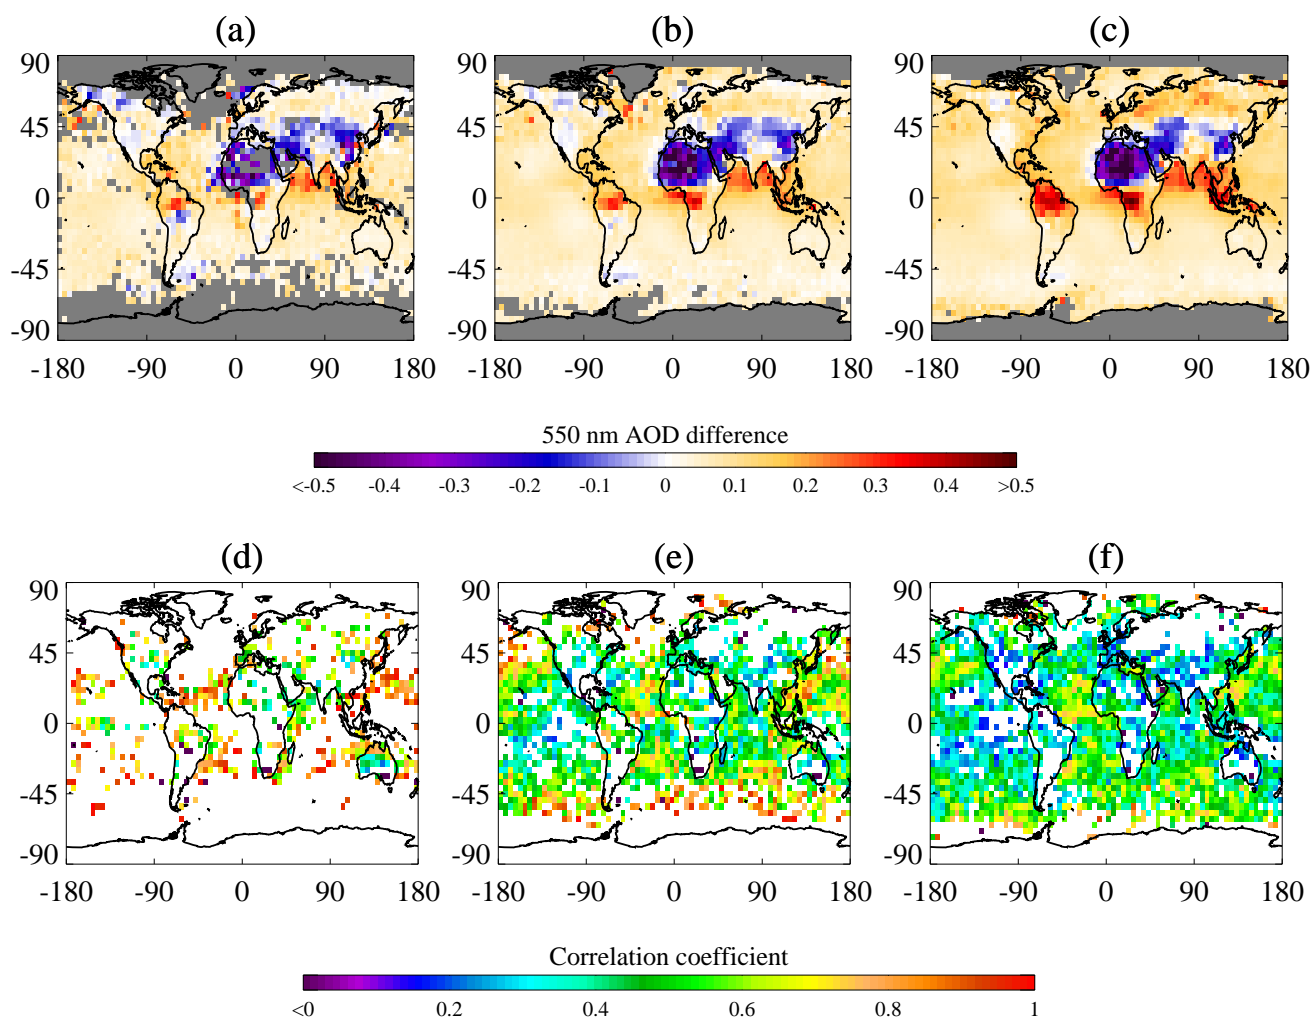 (a) (b) (c)
90 90 90
45 45 45
0 0 0
-45 -45 -45
-90 -90 -90
-180 -90 0 90 180 -180 -90 0 90 180 -180 -90 0 90 180
550 nm AOD difference
<-0.5 -0.4 -0.3 -0.2 -0.1 0 0.1 0.2 0.3 0.4 >0.5
(d) (e) (f)
90 90 90
45 45 45
0 0 0
-45 -45 -45
-90 -90 -90
-180 -90 0 90 180 -180 -90 0 90 180 -180 -90 0 90 180
Correlation coefficient
<0 0.2 0.4 0.6 0.8 1